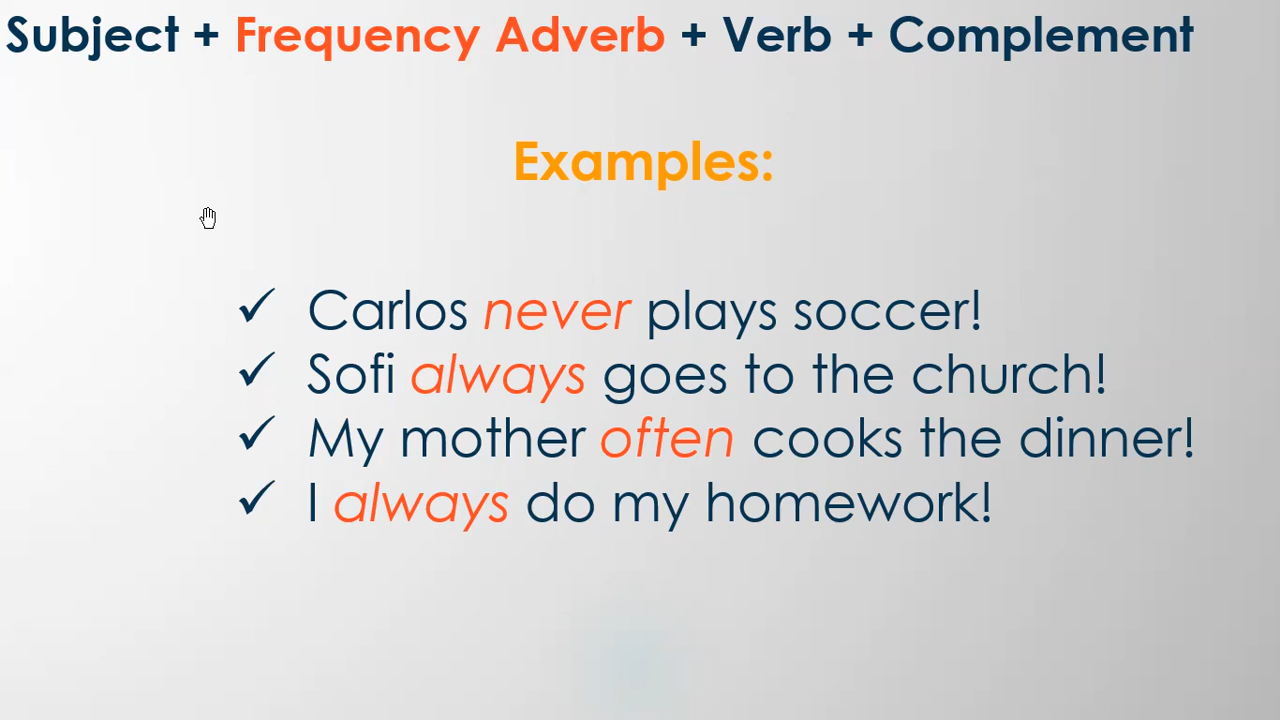 Subject + Frequency Adverb + Verb + Complement
Examples:
✓ Carlos never plays soccer!
✓ Sofi always goes to the church!
✓ My mother often cooks the dinner!
✓ I always do my homework!